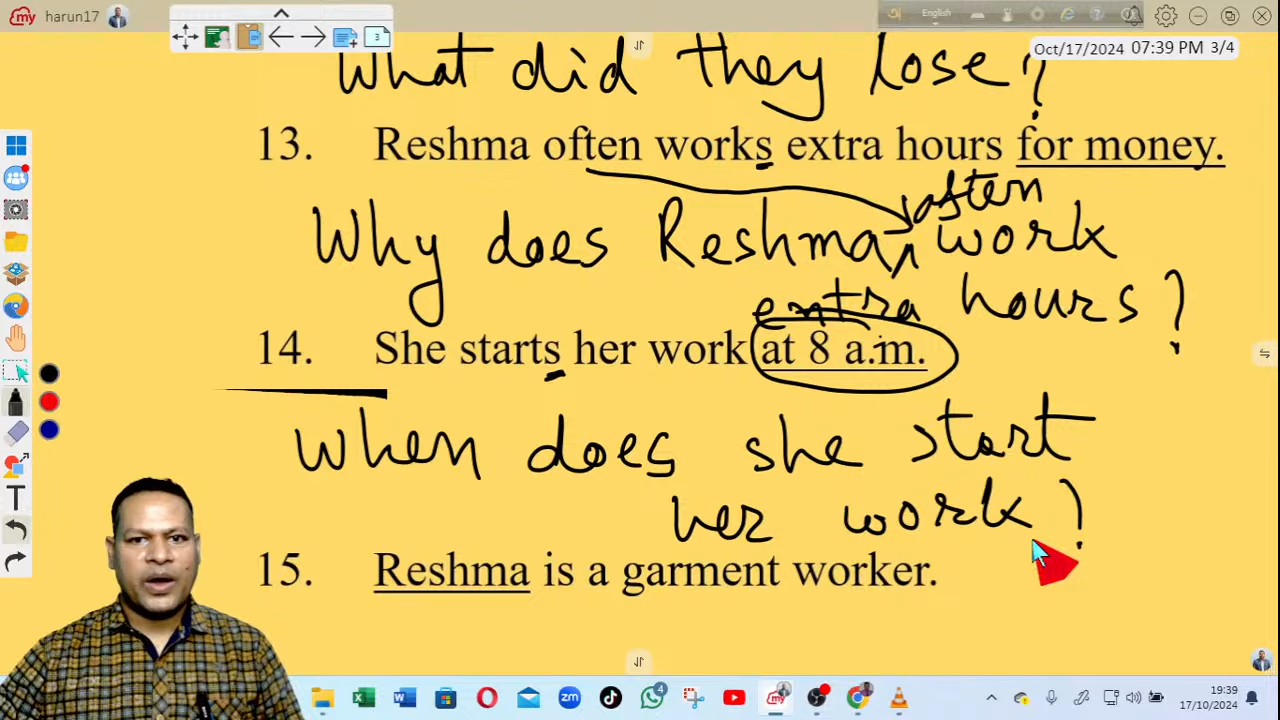 harun17
English
3
Oct/17/2024 07:39 PM 3/4
What did they lose?
13. Reshma often works extra hours for money.
often
Why does Reshma work
extra hours?
14. She starts her work at 8 a.m.
When does she start
her work?
15. Reshma is a garment worker.
4
19:39
17/10/2024